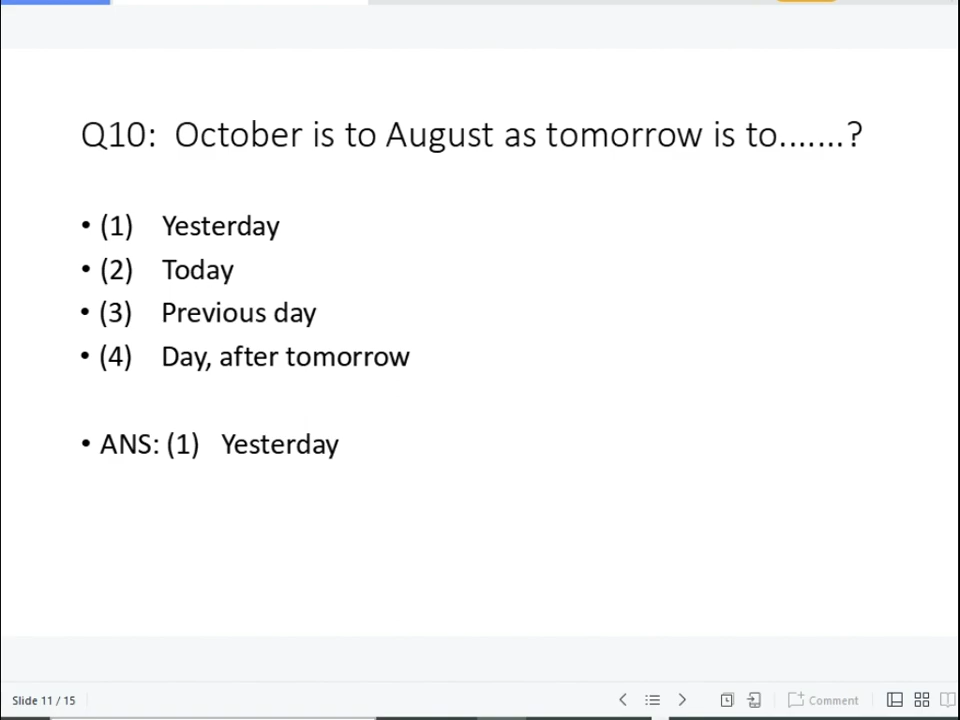 Q10:  October is to August as tomorrow is to.......?
• (1)    Yesterday
• (2)    Today
• (3)    Previous day
• (4)    Day, after tomorrow
• ANS: (1)   Yesterday
Slide 11 / 15
Comment